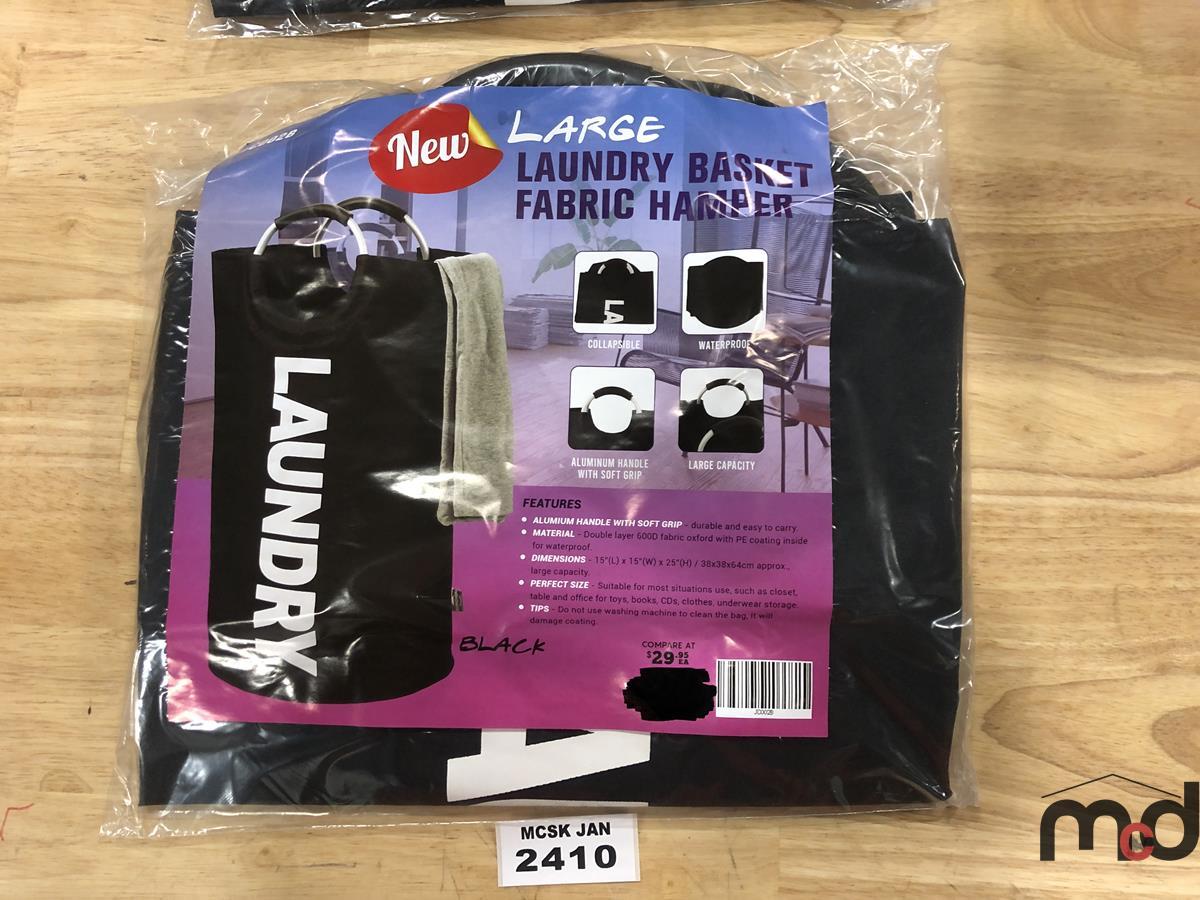 New
LARGE
LAUNDRY BASKET
FABRIC HAMPER
LA
COLLAPSIBLE
WATERPROOF
ALUMINUM HANDLE
WITH SOFT GRIP
LARGE CAPACITY
LAUNDRY
FEATURES
• ALUMIUM HANDLE WITH SOFT GRIP - durable and easy to carry.
• MATERIAL - Double layer 600D fabric oxford with PE coating inside
for waterproof.
• DIMENSIONS - 15"(L) x 15"(W) x 25"(H) / 38x38x64cm approx.,
large capacity.
• PERFECT SIZE - Suitable for most situations use, such as closet,
table and office for toys, books, CDs, clothes, underwear storage.
• TIPS - Do not use washing machine to clean the bag, it will
damage coating.
BLACK
COMPARE AT
$29.95
EA
A
MCSK JAN
2410
mcd